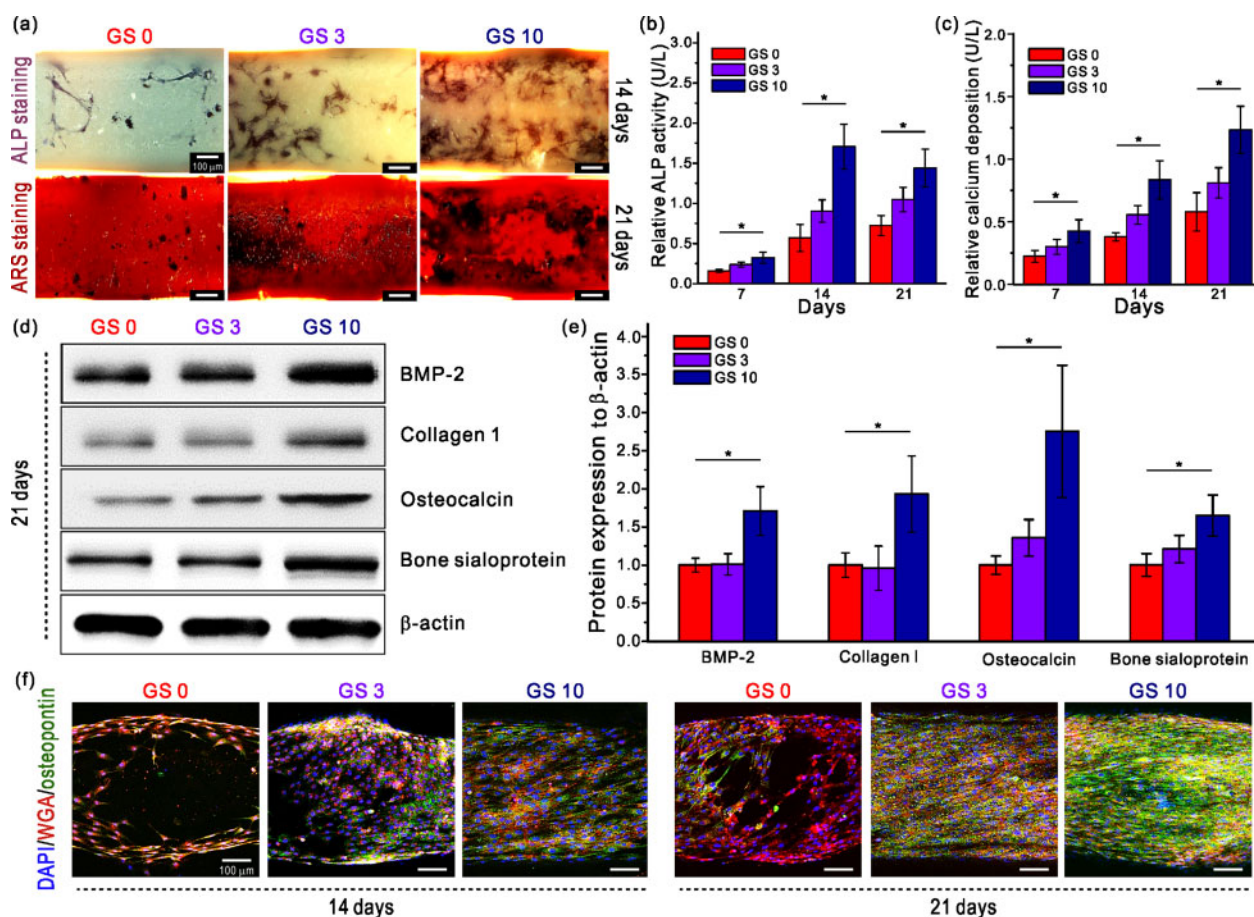 (a)
GS 0
GS 3
GS 10
ALP staining
100 μm
14 days
ARS staining
21 days
(b)
Relative ALP activity (U/L)
3.0
2.5
2.0
1.5
1.0
0.5
0.0
GS 0
GS 3
GS 10
*
*
*
7
14
21
Days
(c)
Relative calcium deposition (U/L)
2.0
1.5
1.0
0.5
0.0
GS 0
GS 3
GS 10
*
*
*
7
14
21
Days
(d)
GS 0
GS 3
GS 10
21 days
BMP-2
Collagen 1
Osteocalcin
Bone sialoprotein
β-actin
(e)
Protein expression to β-actin
4.0
3.5
3.0
2.5
2.0
1.5
1.0
0.5
0.0
GS 0
GS 3
GS 10
*
*
*
*
BMP-2
Collagen I
Osteocalcin
Bone sialoprotein
(f)
GS 0
GS 3
GS 10
GS 0
GS 3
GS 10
DAPI/WGA/osteopontin
100 μm
14 days
21 days